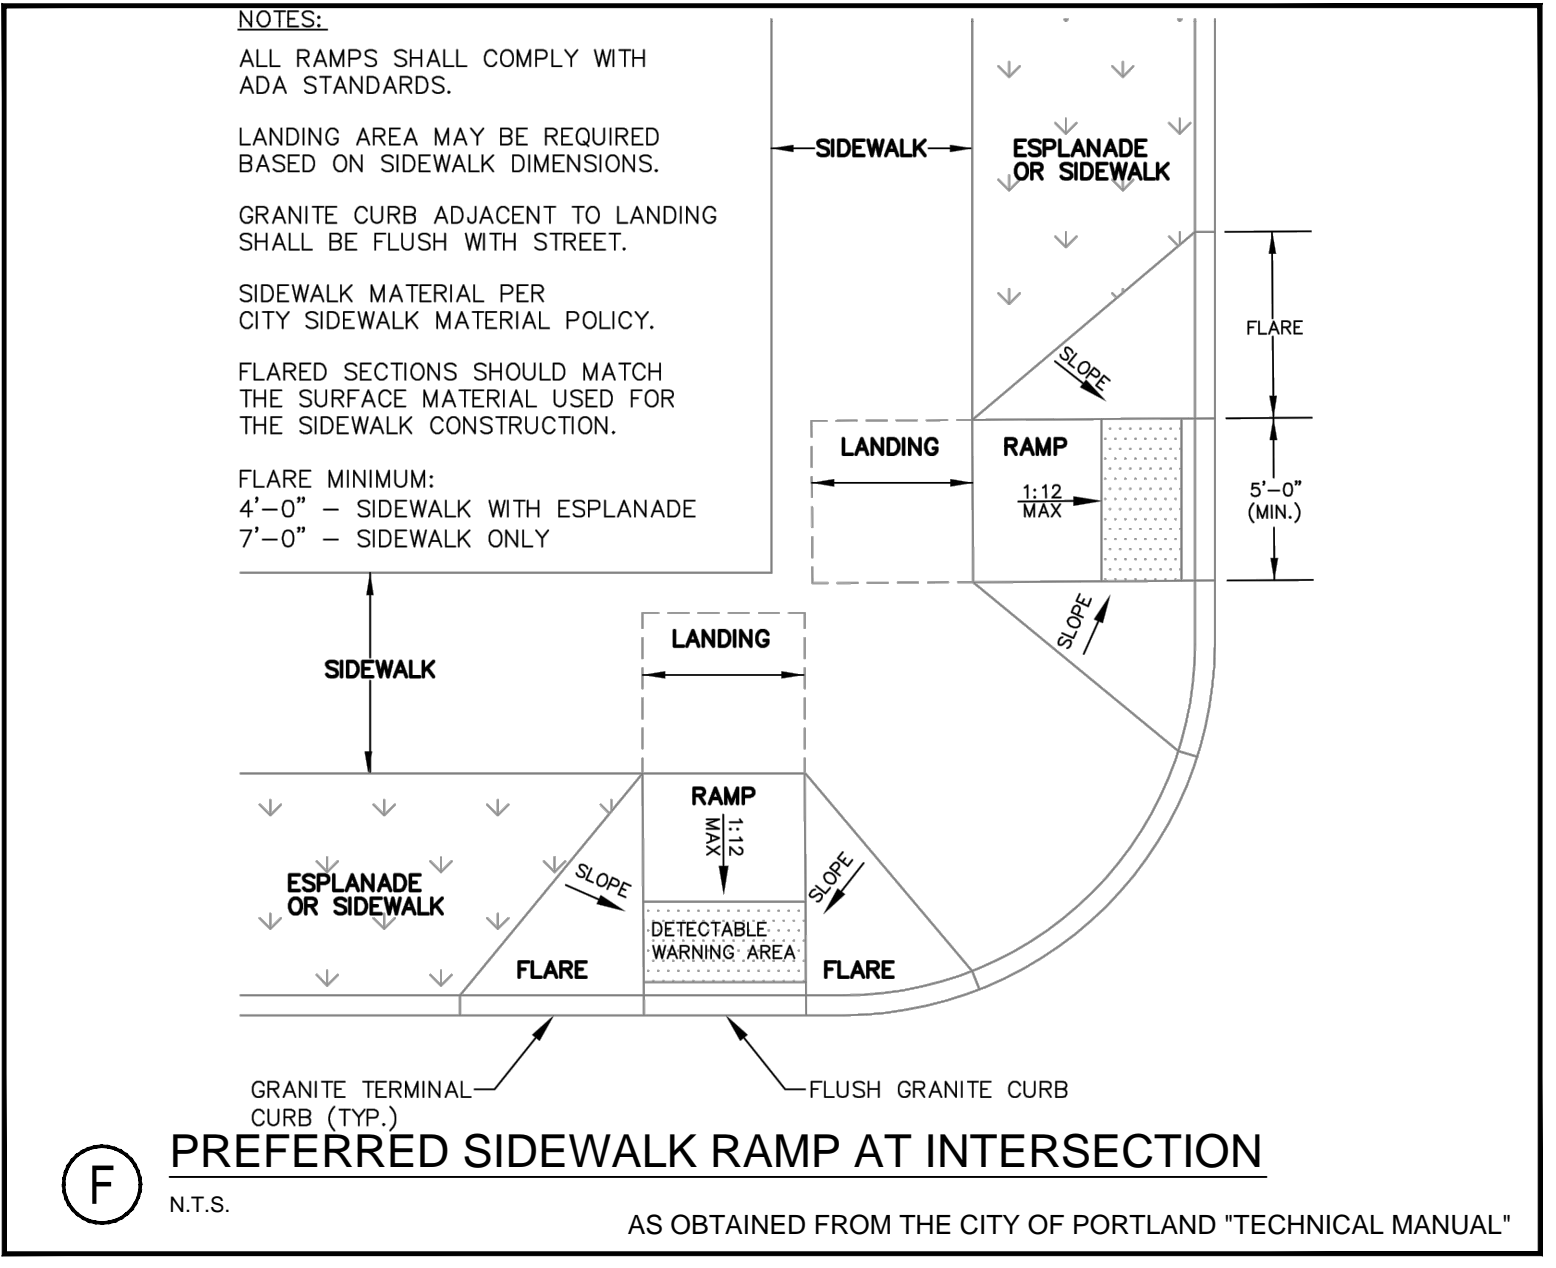 NOTES:
ALL RAMPS SHALL COMPLY WITH
ADA STANDARDS.
LANDING AREA MAY BE REQUIRED
BASED ON SIDEWALK DIMENSIONS.
GRANITE CURB ADJACENT TO LANDING
SHALL BE FLUSH WITH STREET.
SIDEWALK MATERIAL PER
CITY SIDEWALK MATERIAL POLICY.
FLARED SECTIONS SHOULD MATCH
THE SURFACE MATERIAL USED FOR
THE SIDEWALK CONSTRUCTION.
FLARE MINIMUM:
4'-0" – SIDEWALK WITH ESPLANADE
7'-0" – SIDEWALK ONLY
SIDEWALK
ESPLANADE
OR SIDEWALK
FLARE
SLOPE
LANDING
RAMP
1:12
MAX
5'-0"
(MIN.)
SLOPE
LANDING
SIDEWALK
RAMP
1:12
MAX
ESPLANADE
OR SIDEWALK
SLOPE
SLOPE
DETECTABLE
WARNING AREA
FLARE
FLARE
GRANITE TERMINAL
CURB (TYP.)
FLUSH GRANITE CURB
F
PREFERRED SIDEWALK RAMP AT INTERSECTION
N.T.S.
AS OBTAINED FROM THE CITY OF PORTLAND "TECHNICAL MANUAL"